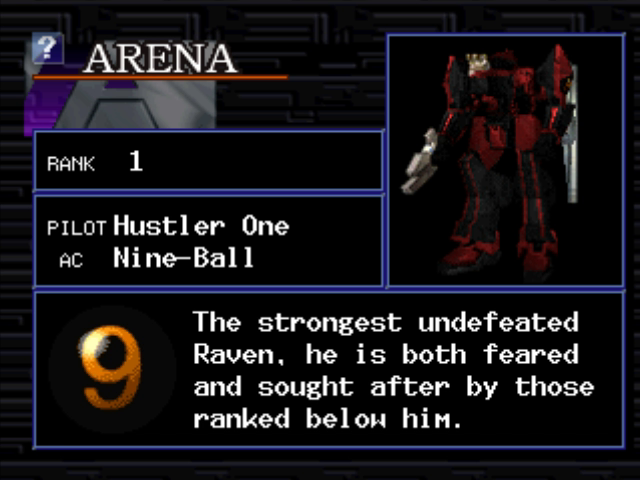 ?
ARENA
RANK 1
PILOT Hustler One
AC Nine-Ball
9
The strongest undefeated
Raven, he is both feared
and sought after by those
ranked below him.